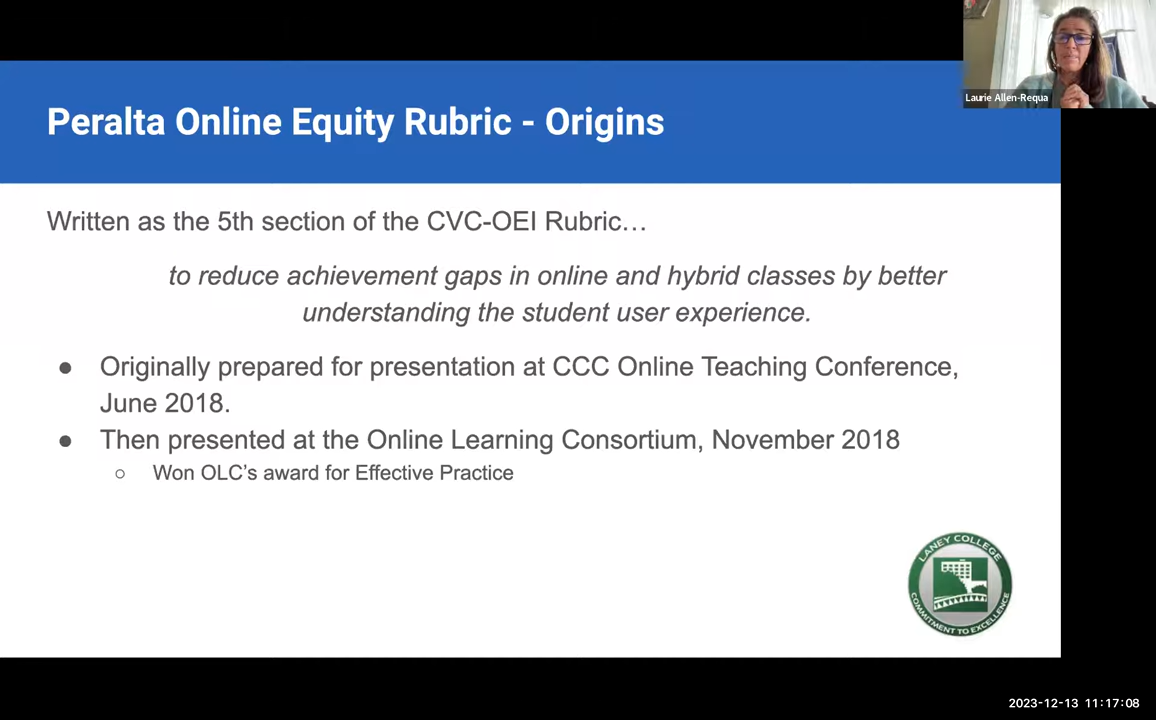 Laurie Allen-Requa
Peralta Online Equity Rubric - Origins
Written as the 5th section of the CVC-OEI Rubric…
to reduce achievement gaps in online and hybrid classes by better
understanding the student user experience.
● Originally prepared for presentation at CCC Online Teaching Conference,
June 2018.
● Then presented at the Online Learning Consortium, November 2018
○ Won OLC’s award for Effective Practice
LANEY COLLEGE
COMMITMENT TO EXCELLENCE
2023-12-13 11:17:08